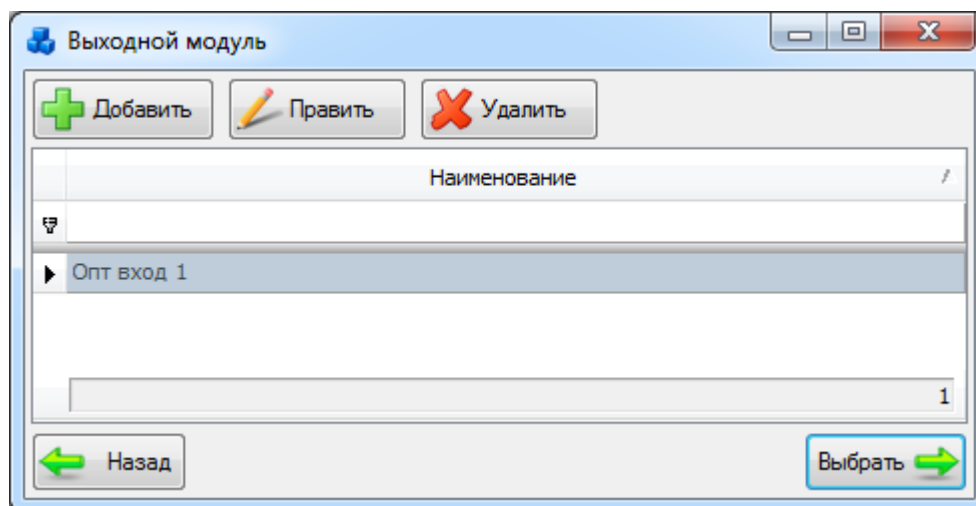 Выходной модуль
Добавить Править Удалить
Наименование
Опт вход 1
1
Назад Выбрать